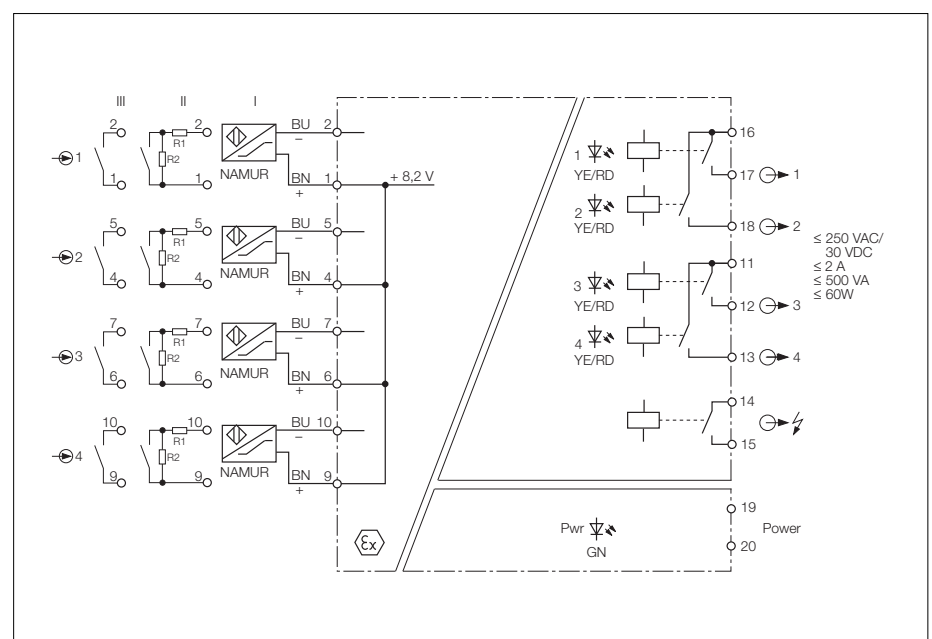 III II I
2 2 BU 2
R1 −
1 R2
1 1 NAMUR BN 1 + 8,2 V
+
5 5 BU 5
R1 −
2 R2
4 4 NAMUR BN 4
+
7 7 BU 7
R1 −
3 R2
6 6 NAMUR BN 6
+
10 10 BU 10
R1 −
4 R2
9 9 NAMUR BN 9
+
Ex
16
1
YE/RD
17 1
2
YE/RD
18 2
≤ 250 VAC/
30 VDC
≤ 2 A
≤ 500 VA
≤ 60W
11
3
YE/RD
12 3
4
YE/RD
13 4
14
15
19
Pwr
GN
Power
20